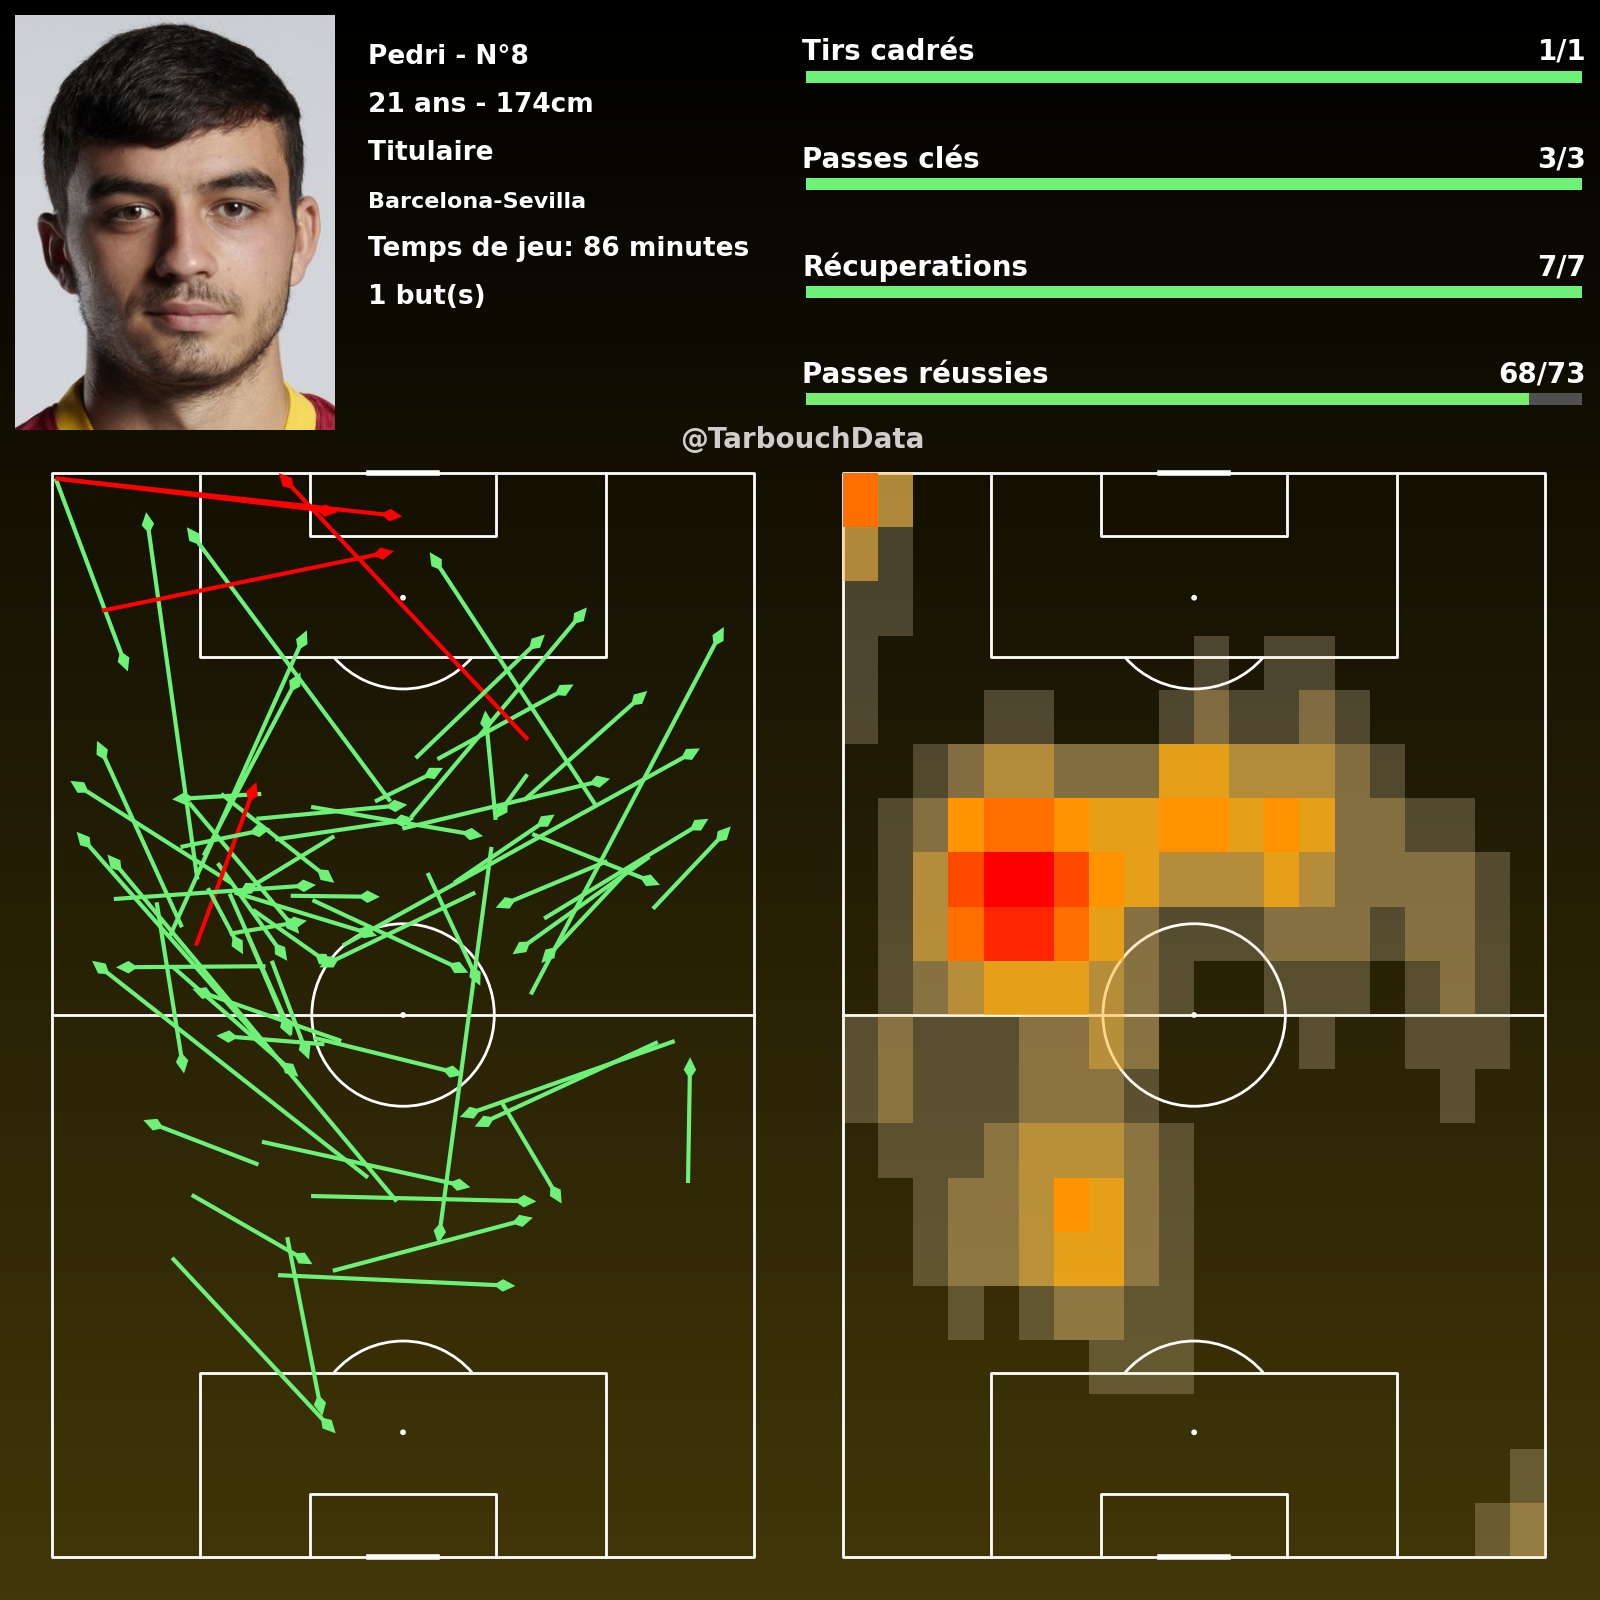 Pedri - N°8
21 ans - 174cm
Titulaire
Barcelona-Sevilla
Temps de jeu: 86 minutes
1 but(s)
Tirs cadrés 1/1
Passes clés 3/3
Récuperations 7/7
Passes réussies 68/73
@TarbouchData